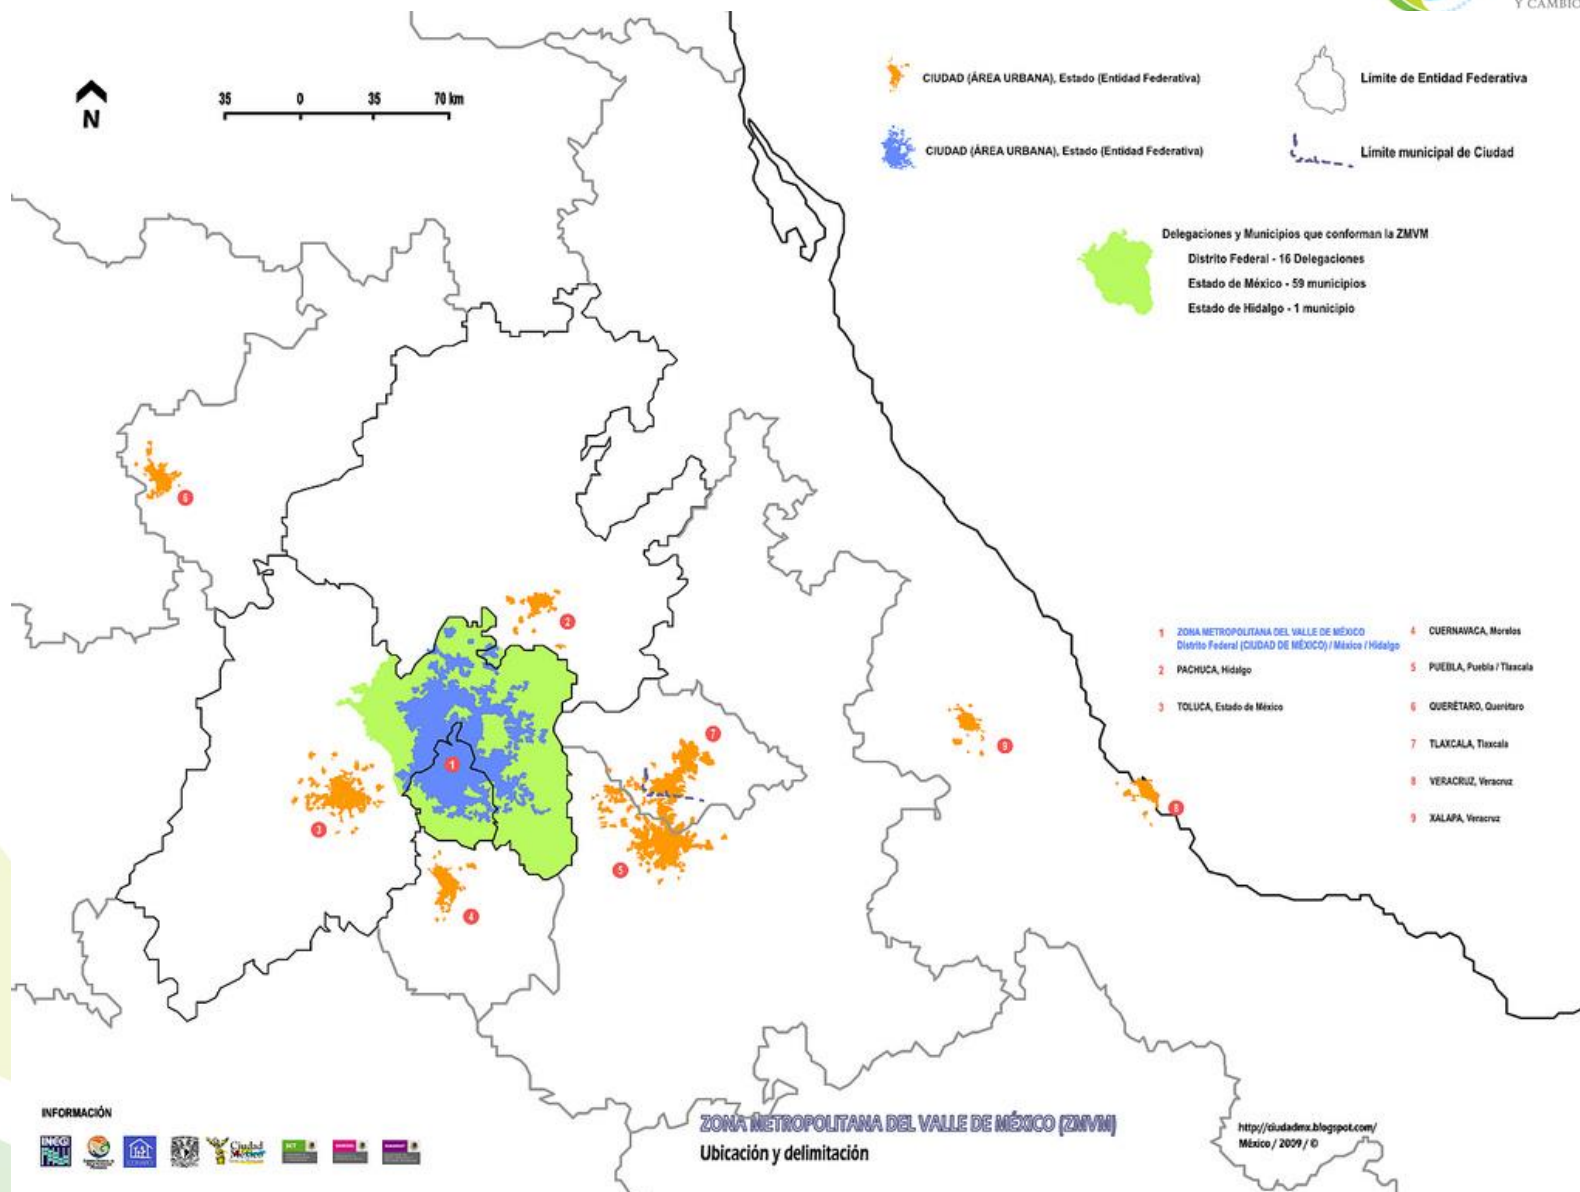 Y CAMBIO
N
35 0 35 70 km
CIUDAD (ÁREA URBANA), Estado (Entidad Federativa)
Límite de Entidad Federativa
CIUDAD (ÁREA URBANA), Estado (Entidad Federativa)
Límite municipal de Ciudad
Delegaciones y Municipios que conforman la ZMVM
Distrito Federal - 16 Delegaciones
Estado de México - 59 municipios
Estado de Hidalgo - 1 municipio
6
2
7
9
1
8
3
5
4
1 ZONA METROPOLITANA DEL VALLE DE MÉXICO
Distrito Federal (CIUDAD DE MÉXICO) / México / Hidalgo
2 PACHUCA, Hidalgo
3 TOLUCA, Estado de México
4 CUERNAVACA, Morelos
5 PUEBLA, Puebla / Tlaxcala
6 QUERÉTARO, Querétaro
7 TLAXCALA, Tlaxcala
8 VERACRUZ, Veracruz
9 XALAPA, Veracruz
INFORMACIÓN
INEGI
CONAPO
Ciudad
México
SCT
ZONA METROPOLITANA DEL VALLE DE MÉXICO (ZMVM)
Ubicación y delimitación
http://ciudadmx.blogspot.com/
México / 2009 / ©